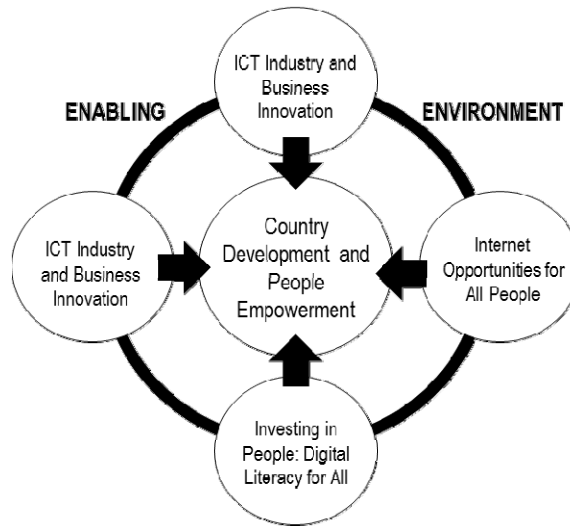 ICT Industry and
Business
Innovation
ENABLING
ENVIRONMENT
ICT Industry
and Business
Innovation
Country
Development and
People
Empowerment
Internet
Opportunities for
All People
Investing in
People: Digital
Literacy for All